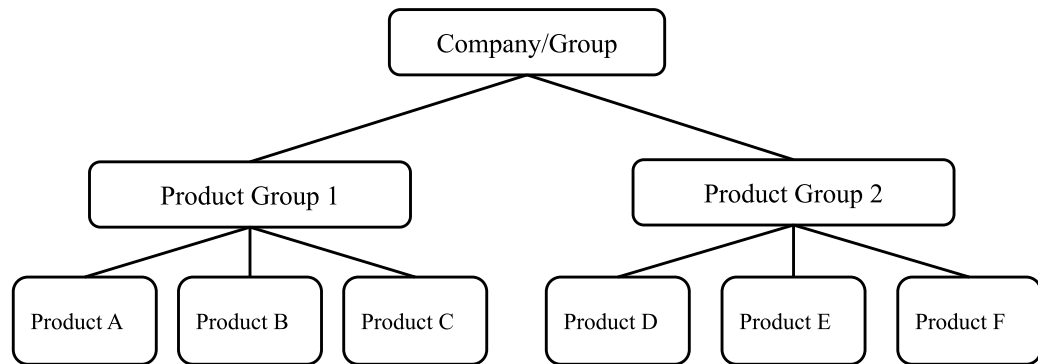 Company/Group
Product Group 1
Product Group 2
Product A
Product B
Product C
Product D
Product E
Product F